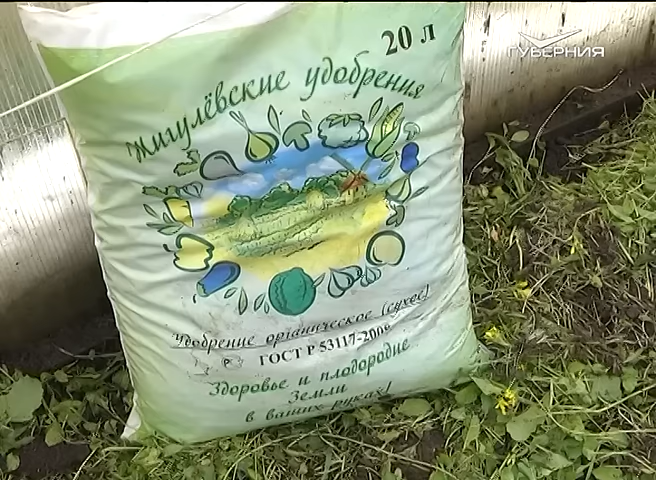 ГУБЕРНИЯ
20 л
Жигулёвские удобрения
Удобрение органическое (сухое)
ГОСТ Р 53117-2008
Здоровье и плодородие
Земли
в ваших руках!